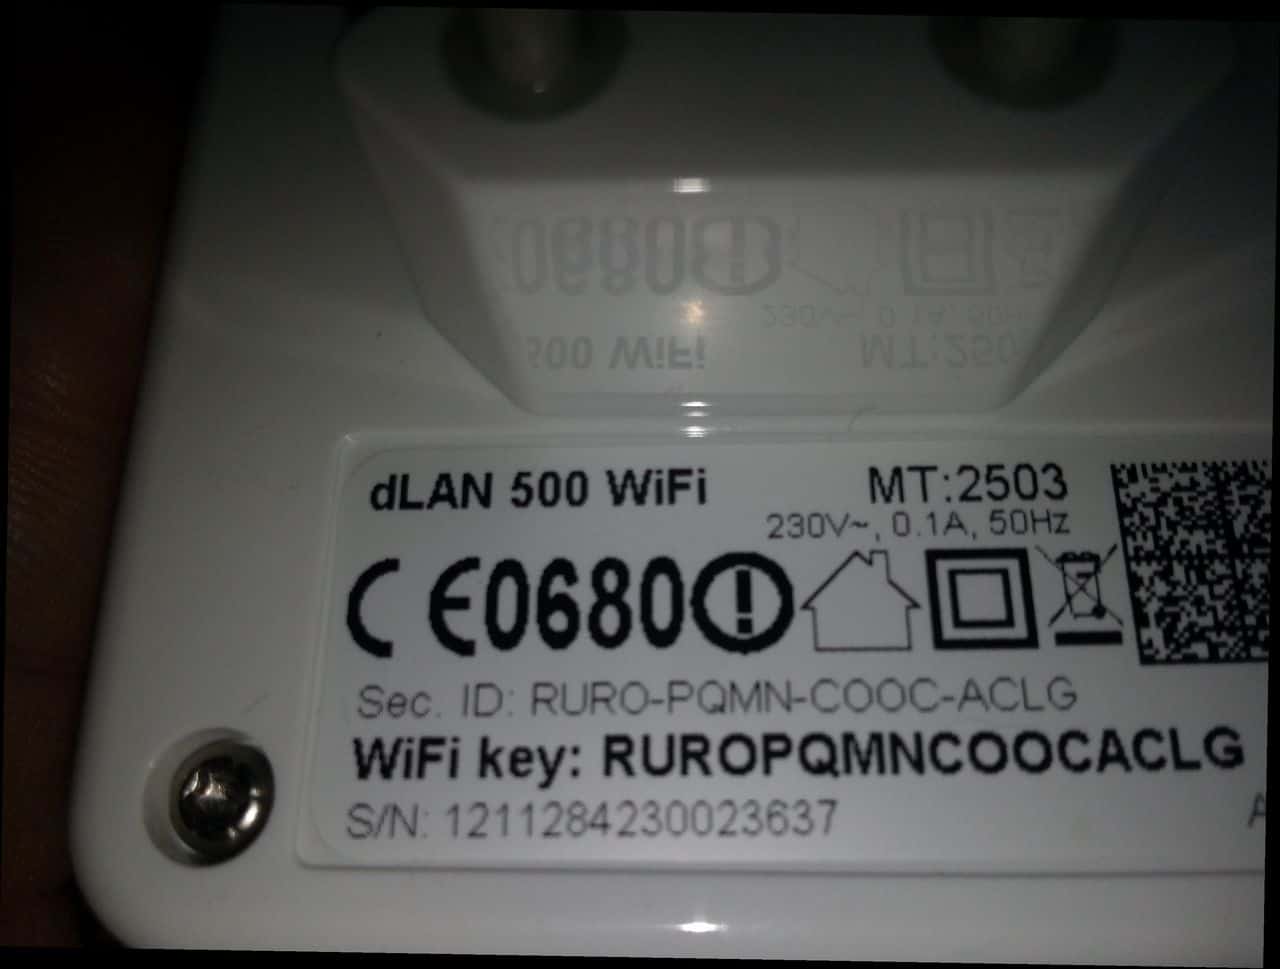 dLAN 500 WiFi
MT:2503
230V~, 0.1A, 50Hz
CE0680
Sec. ID: RURO-PQMN-COOC-ACLG
WiFi key: RUROPQMNCOOCACLG
S/N: 1211284230023637